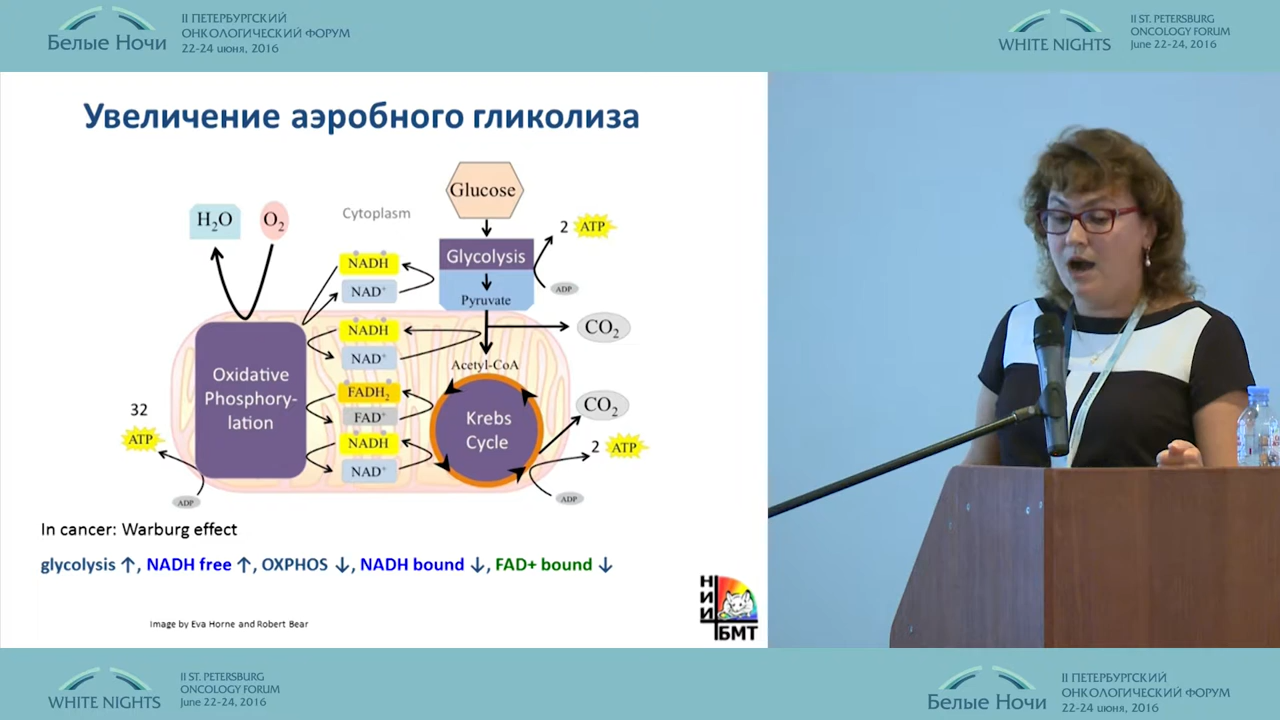 II ПЕТЕРБУРГСКИЙ
ОНКОЛОГИЧЕСКИЙ ФОРУМ
Белые Ночи
22-24 июня, 2016
II ST. PETERSBURG
ONCOLOGY FORUM
WHITE NIGHTS
June 22-24, 2016
Увеличение аэробного гликолиза
Glucose
H₂O
O₂
Cytoplasm
2 ATP
Glycolysis
NADH
NAD⁺
ADP
Pyruvate
CO₂
NADH
NAD⁺
Acetyl-CoA
Oxidative
Phosphory-
lation
FADH₂
FAD⁺
CO₂
32
ATP
Krebs
Cycle
NADH
NAD⁺
2 ATP
ADP
ADP
In cancer: Warburg effect
glycolysis ↑, NADH free ↑, OXPHOS ↓, NADH bound ↓, FAD+ bound ↓
Image by Eva Horne and Robert Bear
НИИ
БМТ
II ST. PETERSBURG
ONCOLOGY FORUM
WHITE NIGHTS
June 22-24, 2016
II ПЕТЕРБУРГСКИЙ
ОНКОЛОГИЧЕСКИЙ ФОРУМ
Белые Ночи
22-24 июня, 2016